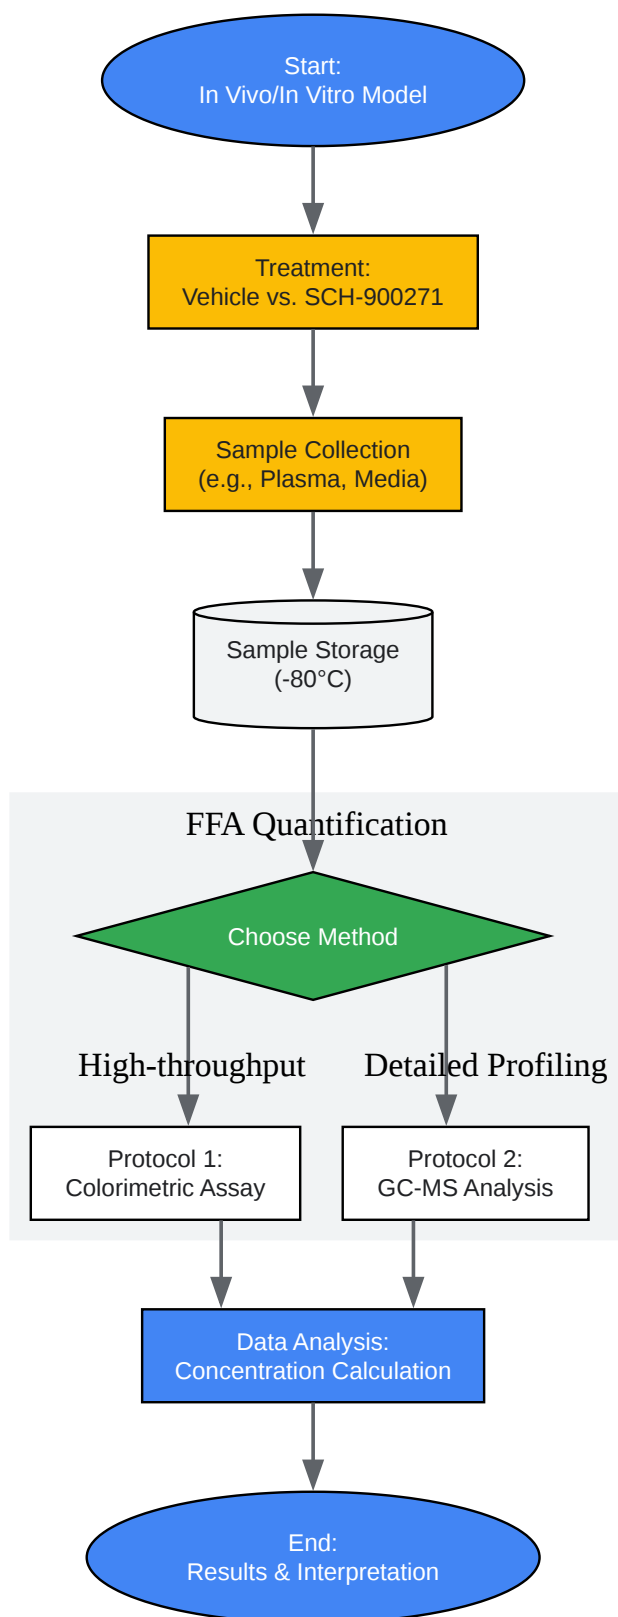 Start:
In Vivo/In Vitro Model
Treatment:
Vehicle vs. SCH-900271
Sample Collection
(e.g., Plasma, Media)
Sample Storage
(-80°C)
FFA Quantification
Choose Method
High-throughput
Detailed Profiling
Protocol 1:
Colorimetric Assay
Protocol 2:
GC-MS Analysis
Data Analysis:
Concentration Calculation
End:
Results & Interpretation